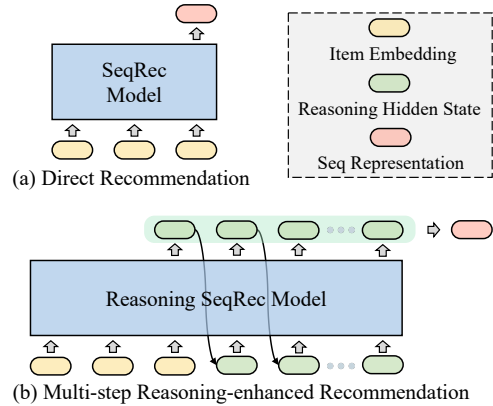 SeqRec
Model
(a) Direct Recommendation
Item Embedding
Reasoning Hidden State
Seq Representation
Reasoning SeqRec Model
(b) Multi-step Reasoning-enhanced Recommendation